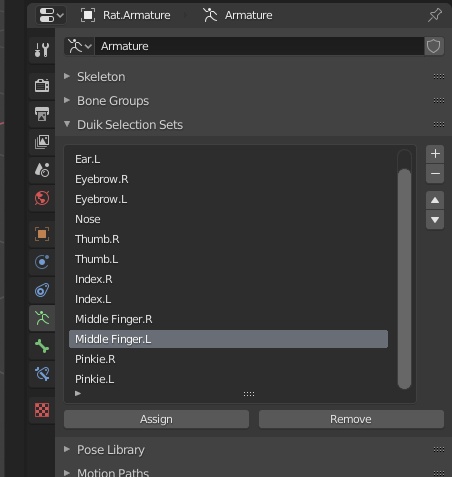 Rat.Armature Armature
Armature
Skeleton
Bone Groups
Duik Selection Sets
Ear.L
Eyebrow.R
Eyebrow.L
Nose
Thumb.R
Thumb.L
Index.R
Index.L
Middle Finger.R
Middle Finger.L
Pinkie.R
Pinkie.L
Assign Remove
Pose Library
Motion Paths